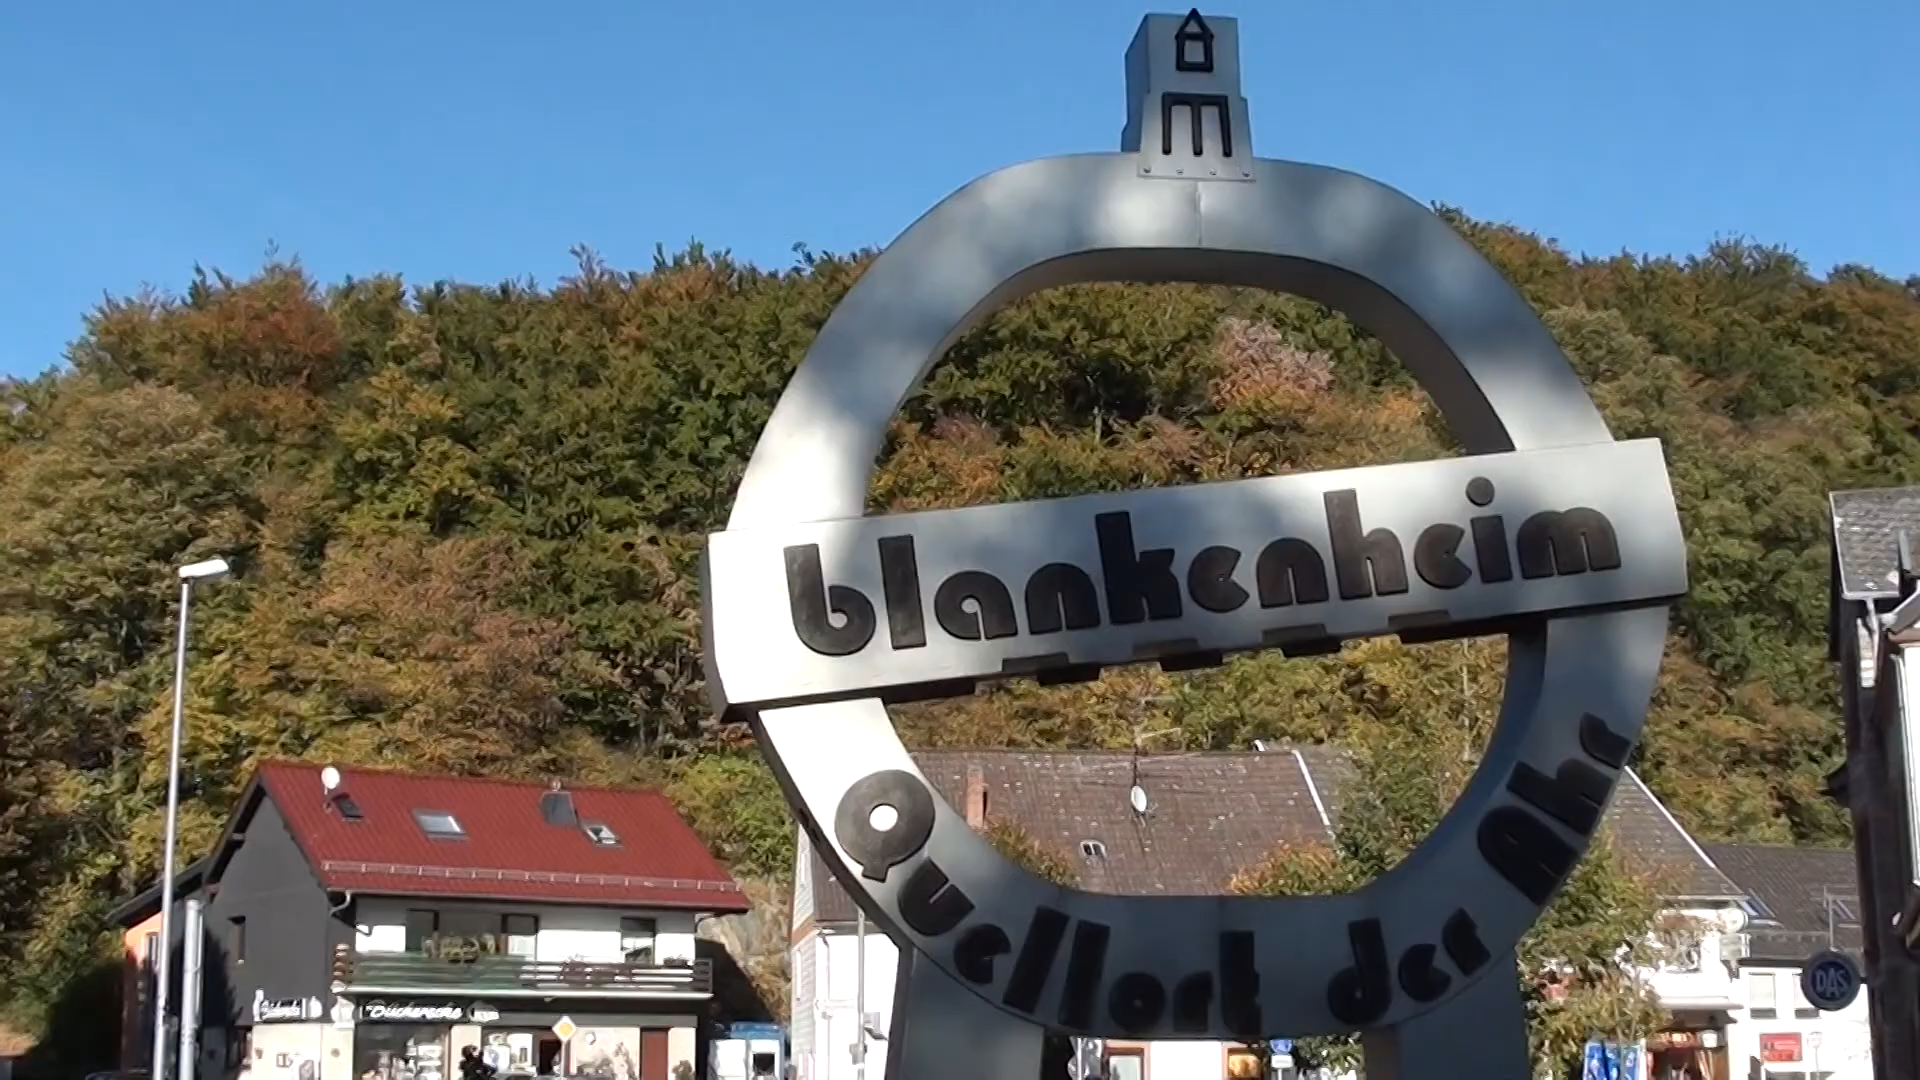 blankenheim
Quellort der Ahr
DAS